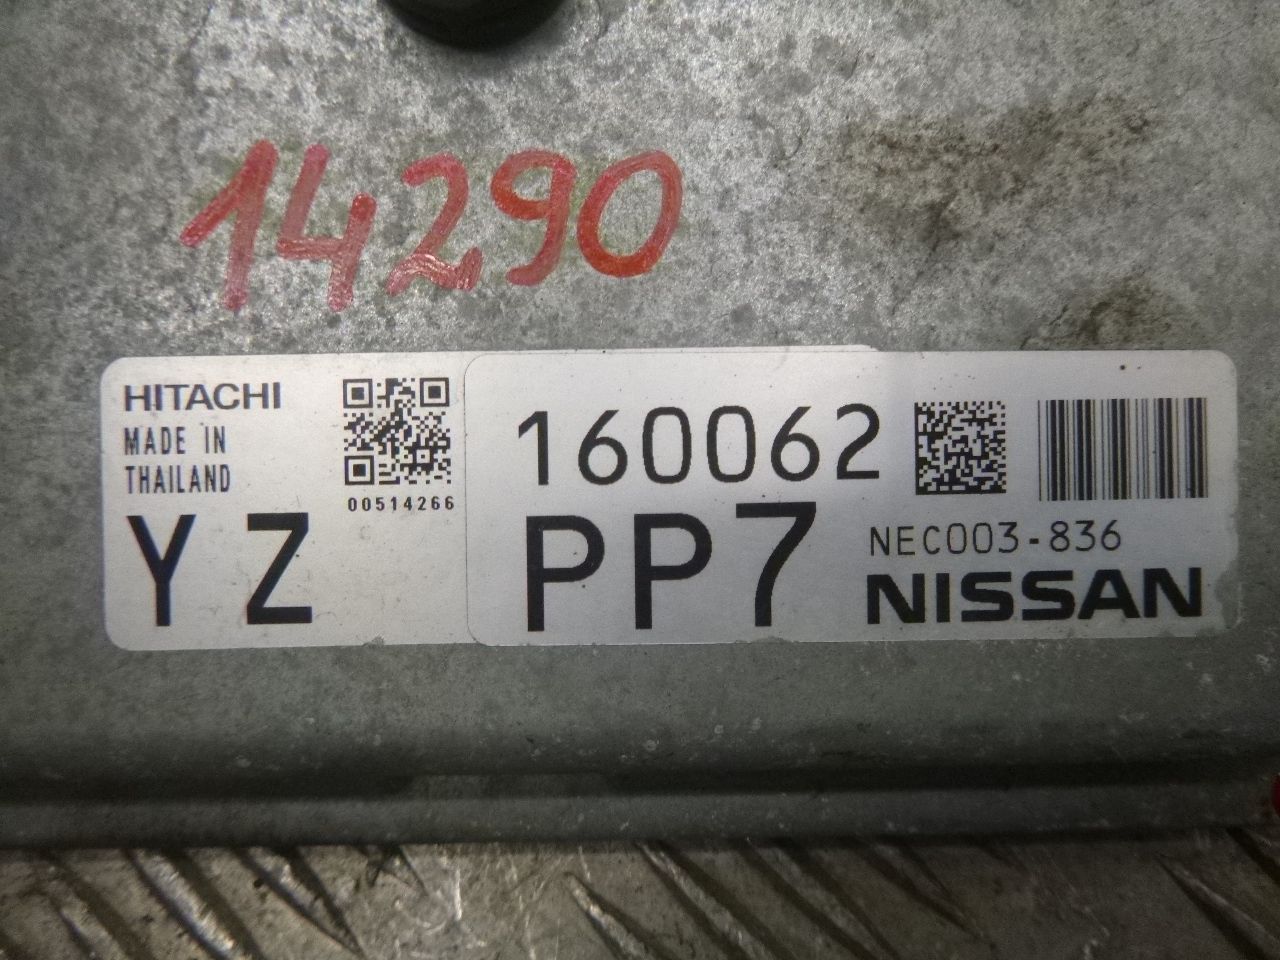 14290
HITACHI
MADE IN
THAILAND
00514266
YZ
160062
PP7
NEC003-836
NISSAN